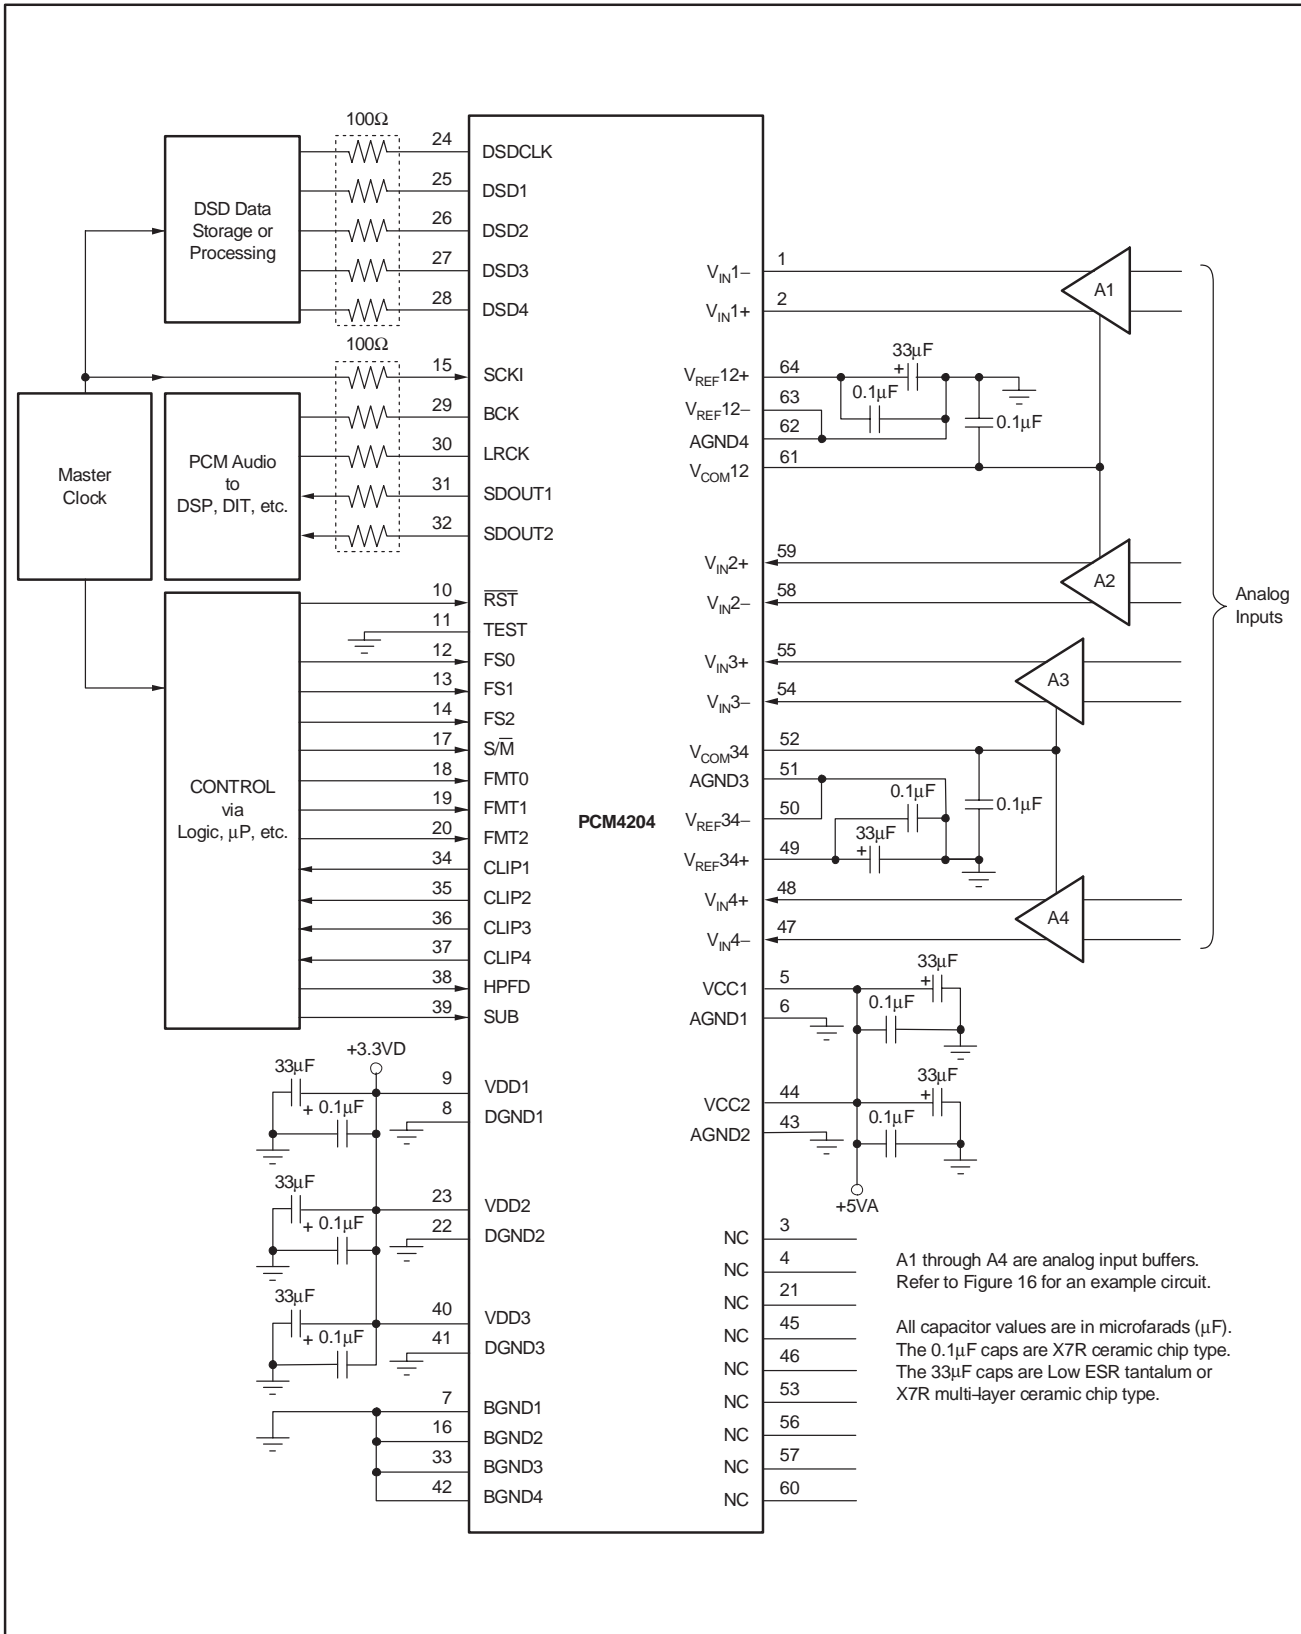 100Ω
24
DSDCLK
25
DSD1
DSD Data
Storage or
Processing
26
DSD2
27
DSD3
28
DSD4
100Ω
15
SCKI
29
BCK
30
LRCK
31
SDOUT1
32
SDOUT2
Master
Clock
PCM Audio
to
DSP, DIT, etc.
10
RST
11
TEST
12
FS0
13
FS1
14
FS2
17
S/M
18
FMT0
19
FMT1
20
FMT2
34
CLIP1
35
CLIP2
36
CLIP3
37
CLIP4
38
HPFD
39
SUB
CONTROL
via
Logic, μP, etc.
+3.3VD
33μF
+ 0.1μF
9
VDD1
8
DGND1
33μF
+ 0.1μF
23
VDD2
22
DGND2
33μF
+ 0.1μF
40
VDD3
41
DGND3
7
BGND1
16
BGND2
33
BGND3
42
BGND4
PCM4204
VIN1−
1
VIN1+
2
A1
VREF12+
64
33μF
+
0.1μF
VREF12−
63
AGND4
62
0.1μF
VCOM12
61
VIN2+
59
VIN2−
58
A2
Analog
Inputs
VIN3+
55
VIN3−
54
A3
VCOM34
52
AGND3
51
0.1μF
0.1μF
VREF34−
50
33μF
+
VREF34+
49
VIN4+
48
VIN4−
47
A4
VCC1
5
33μF
+
0.1μF
AGND1
6
VCC2
44
33μF
+
0.1μF
AGND2
43
+5VA
NC
3
NC
4
NC
21
NC
45
NC
46
NC
53
NC
56
NC
57
NC
60
A1 through A4 are analog input buffers.
Refer to Figure 16 for an example circuit.
All capacitor values are in microfarads (μF).
The 0.1μF caps are X7R ceramic chip type.
The 33μF caps are Low ESR tantalum or
X7R multi-layer ceramic chip type.